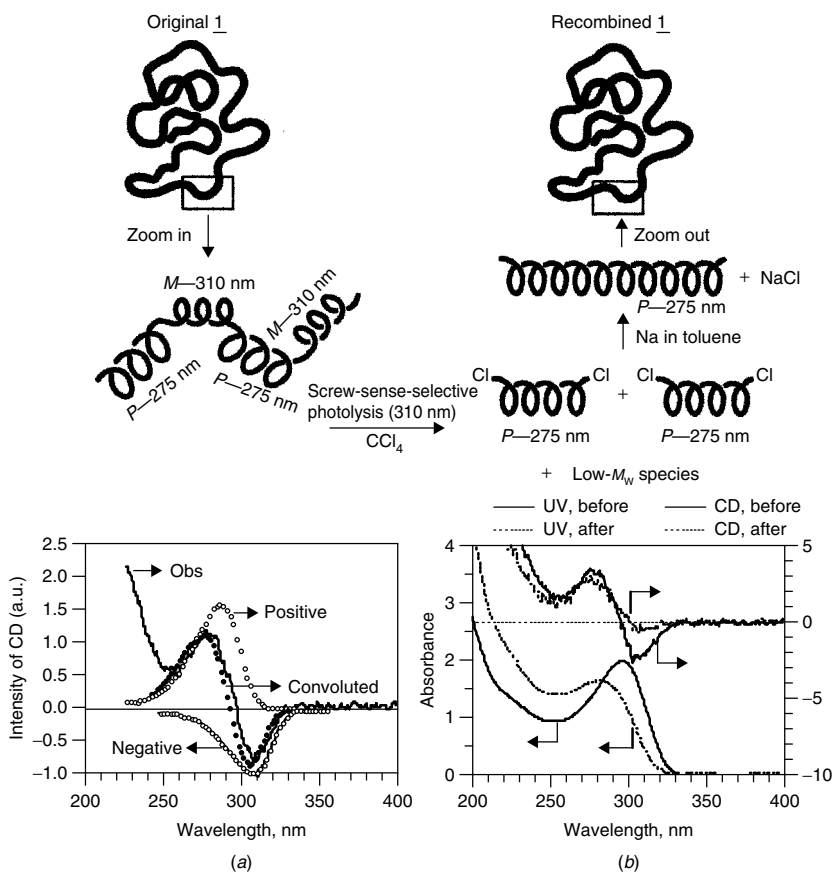 Original 1
Recombined 1
Zoom in
Zoom out
M—310 nm
M—310 nm
P—275 nm
P—275 nm
P—275 nm
+ NaCl
Na in toluene
Cl
Cl
Cl
Cl
+
Screw-sense-selective
photolysis (310 nm)
CCl4
P—275 nm
P—275 nm
+ Low-Mw species
UV, before
CD, before
UV, after
CD, after
2.5
2.0
1.5
1.0
0.5
0.0
−0.5
−1.0
Intensity of CD (a.u.)
Obs
Positive
Convoluted
Negative
200
250
300
350
400
Wavelength, nm
(a)
4
3
2
1
0
Absorbance
5
0
−5
−10
200
250
300
350
400
Wavelength, nm
(b)